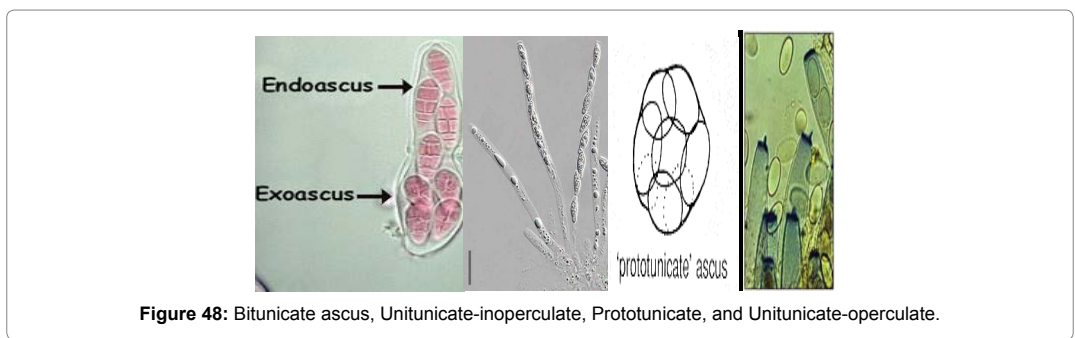 Endoascus
Exoascus
'prototunicate' ascus
Figure 48: Bitunicate ascus, Unitunicate-inoperculate, Prototunicate, and Unitunicate-operculate.